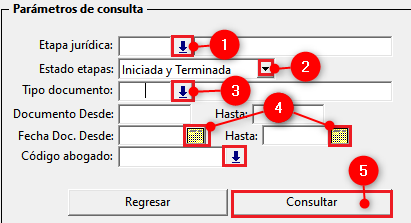 Parámetros de consulta
Etapa jurídica: 1
Estado etapas: Iniciada y Terminada 2
Tipo documento: 3
Documento Desde: Hasta: 4
Fecha Doc. Desde: Hasta:
Código abogado: 5
Regresar Consultar